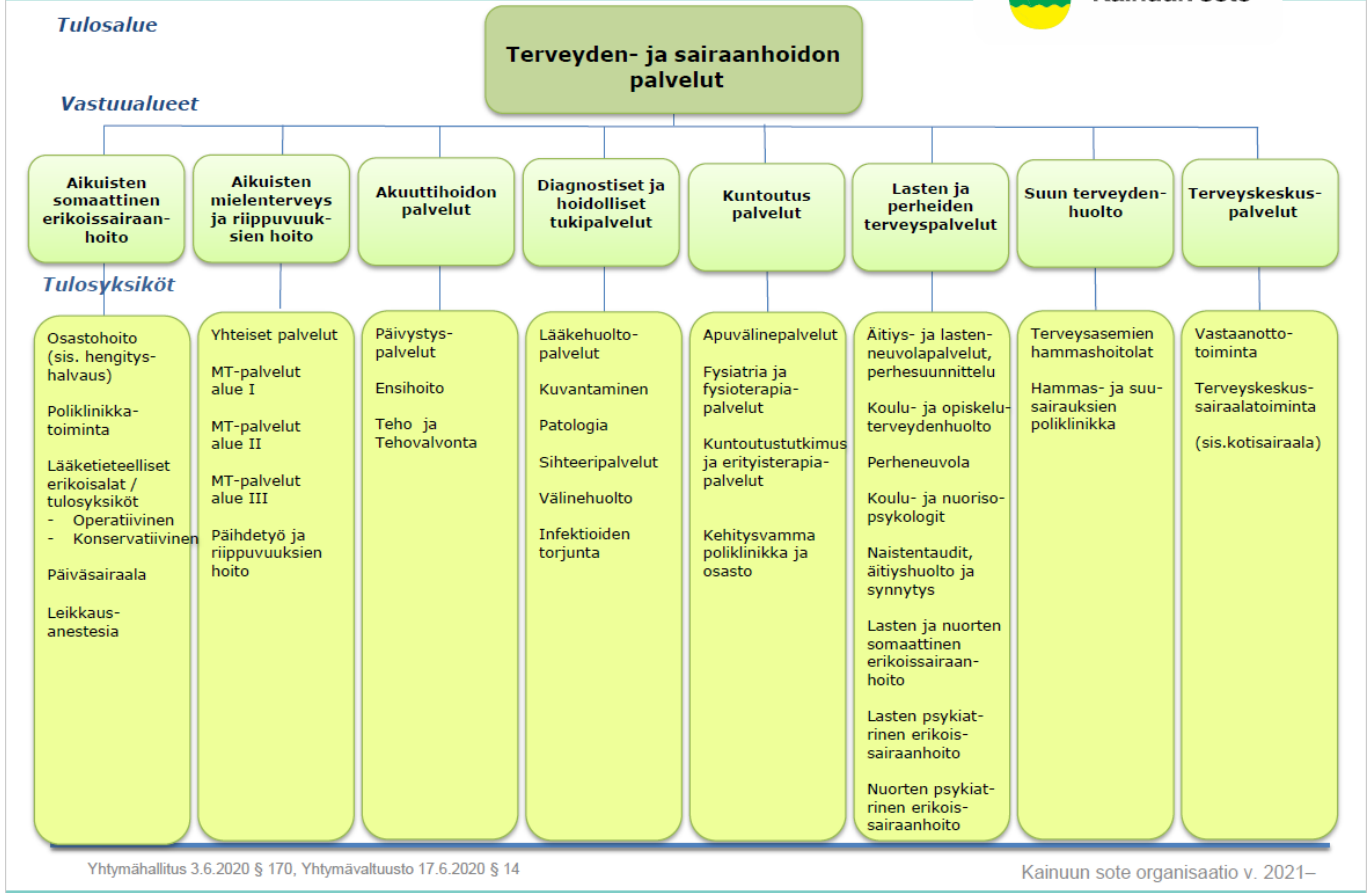 Tulosalue
Kainuun sote
Terveyden- ja sairaanhoidon
palvelut
Vastuualueet
Aikuisten
somaattinen
erikoissairaan-
hoito
Aikuisten
mielenterveys
ja riippuvuuk-
sien hoito
Akuuttihoidon
palvelut
Diagnostiset ja
hoidolliset
tukipalvelut
Kuntoutus
palvelut
Lasten ja
perheiden
terveyspalvelut
Suun terveyden-
huolto
Terveyskeskus-
palvelut
Tulosyksiköt
Osastohoito
(sis. hengitys-
halvaus)
Poliklinikka-
toiminta
Lääketieteelliset
erikoisalat /
tulosyksiköt
- Operatiivinen
- Konservatiivinen
Päiväsairaala
Leikkaus-
anestesia
Yhteiset palvelut
MT-palvelut
alue I
MT-palvelut
alue II
MT-palvelut
alue III
Päihdetyö ja
riippuvuuksien
hoito
Päivystys-
palvelut
Ensihoito
Teho ja
Tehovalvonta
Lääkehuolto-
palvelut
Kuvantaminen
Patologia
Sihteeripalvelut
Välinehuolto
Infektioiden
torjunta
Apuvälinepalvelut
Fysiatria ja
fysioterapia-
palvelut
Kuntoutustutkimus
ja erityisterapia-
palvelut
Kehitysvamma
poliklinikka ja
osasto
Äitiys- ja lasten-
neuvolapalvelut,
perhesuunnittelu
Koulu- ja opiskelu-
terveydenhuolto
Perheneuvola
Koulu- ja nuoriso-
psykologit
Naistentaudit,
äitiyshuolto ja
synnytys
Lasten ja nuorten
somaattinen
erikoissairaan-
hoito
Lasten psykiat-
rinen erikois-
sairaanhoito
Nuorten psykiat-
rinen erikois-
sairaanhoito
Terveysasemien
hammashoitolat
Hammas- ja suu-
sairauksien
poliklinikka
Vastaanotto-
toiminta
Terveyskeskus-
sairaalatoiminta
(sis.kotisairaala)
Yhtymähallitus 3.6.2020 § 170, Yhtymävaltuusto 17.6.2020 § 14
Kainuun sote organisaatio v. 2021–